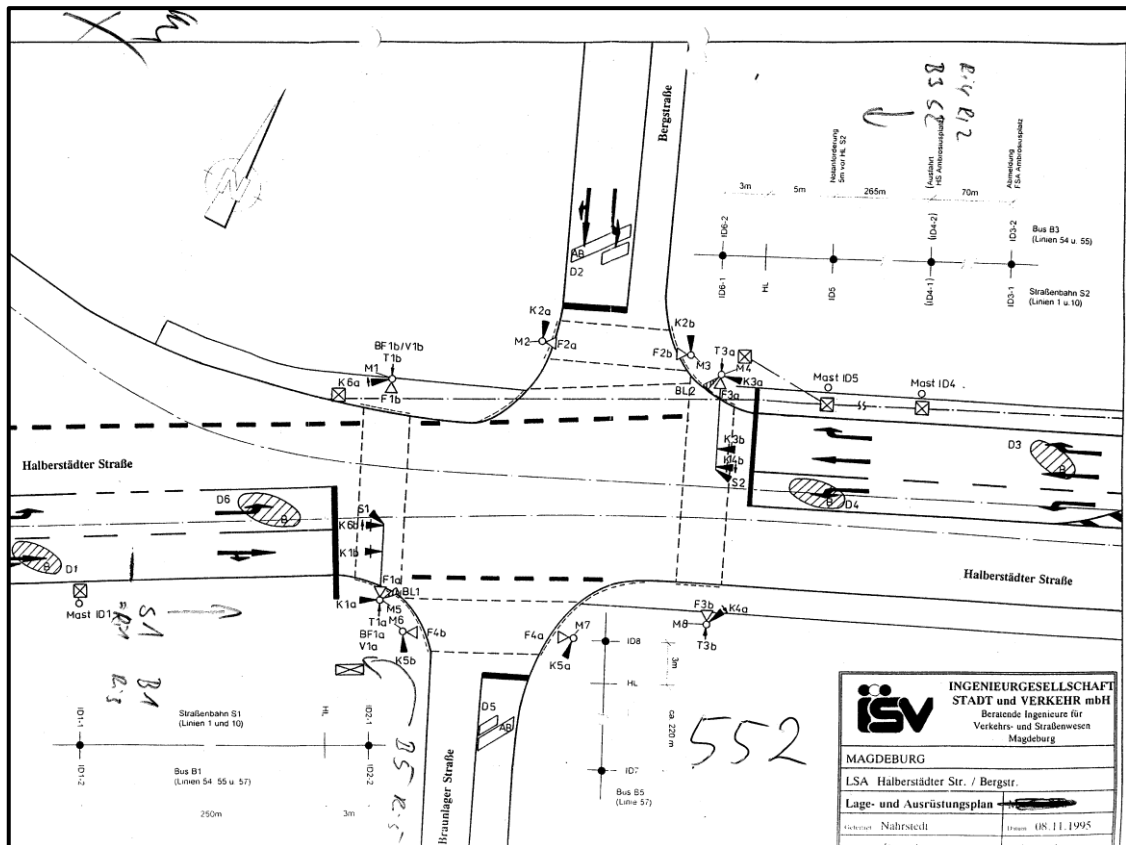 Bergstraße
3m
5m
Notanforderung
5m vor HL S2
265m
(Ausfahrt
HS Ambrosiusplatz
70m
Abmeldung
FSA Ambrosiusplatz
ID6-2
(ID4-2)
ID3-2
Bus B3
(Linien 54 u. 55)
ID6-1
HL
ID5
(ID4-1)
ID3-1
Straßenbahn S2
(Linien 1 u.10)
AB
D2
K2a
M2
F2a
K2b
F2b
M3
T3a
M4
K3a
F3a
BL2
BF1b/V1b
T1b
M1
K6a
F1b
Mast ID5
Mast ID4
K3b
K4b
S2
D3
B
B
D4
Halberstädter Straße
D6
B
S1
K6b
K1b
B
D1
Mast ID1
F1a
BL1
K1a
M5
T1a
M6
BF1a
V1a
F4b
K5b
Halberstädter Straße
F3b
K4a
M8
T3b
F4a
M7
K5a
ID8
3m
HL
ca. 220 m
ID7
Bus B5
(Linie 57)
D5
AB
Braunlager Straße
S1
B1
B5
B3
552
Straßenbahn S1
(Linien 1 und 10)
ID1-1
HL
ID2-1
ID1-2
ID2-2
Bus B1
(Linien 54 55 u. 57)
250m
3m
iSV
INGENIEURGESELLSCHAFT
STADT und VERKEHR mbH
Beratende Ingenieure für
Verkehrs- und Straßenwesen
Magdeburg
MAGDEBURG
LSA Halberstädter Str. / Bergstr.
Lage- und Ausrüstungsplan
Nahrstedt
08.11.1995